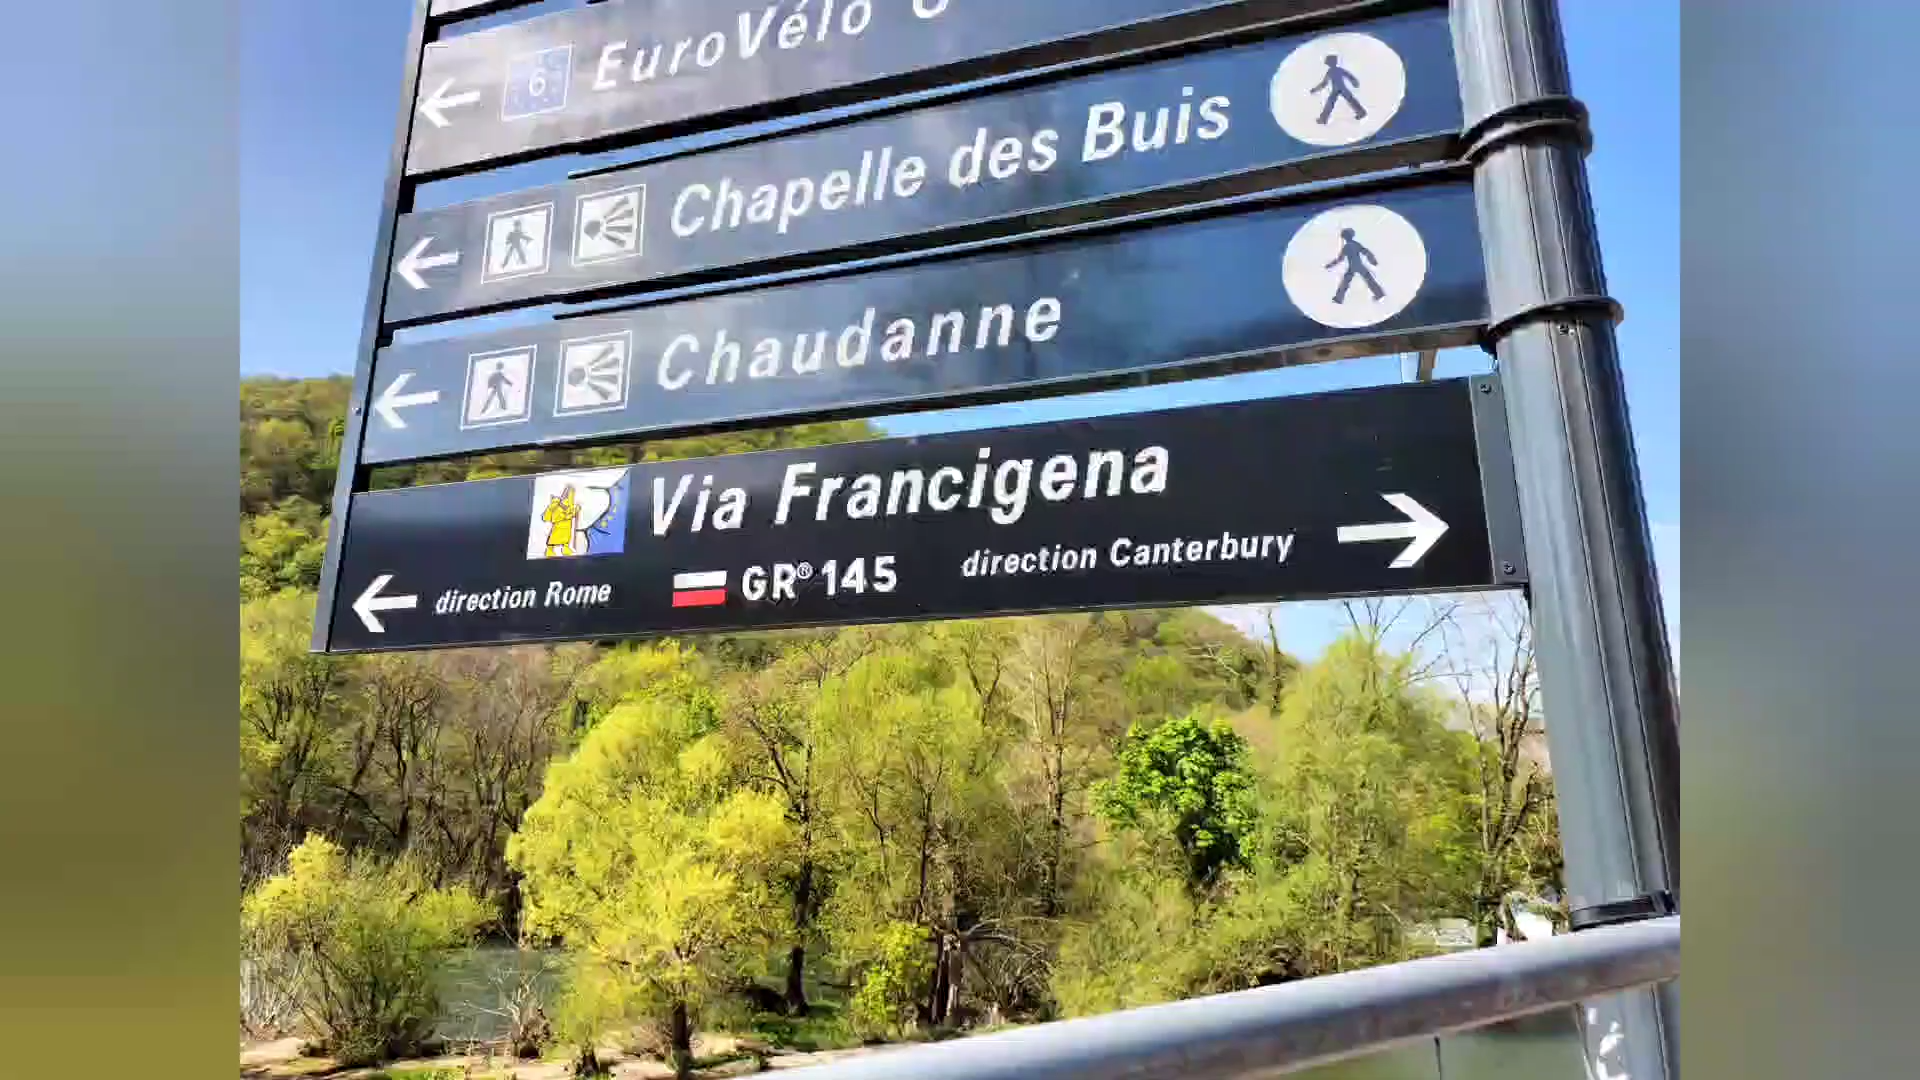 6 EuroVélo
Chapelle des Buis
Chaudanne
Via Francigena
direction Rome GR® 145 direction Canterbury